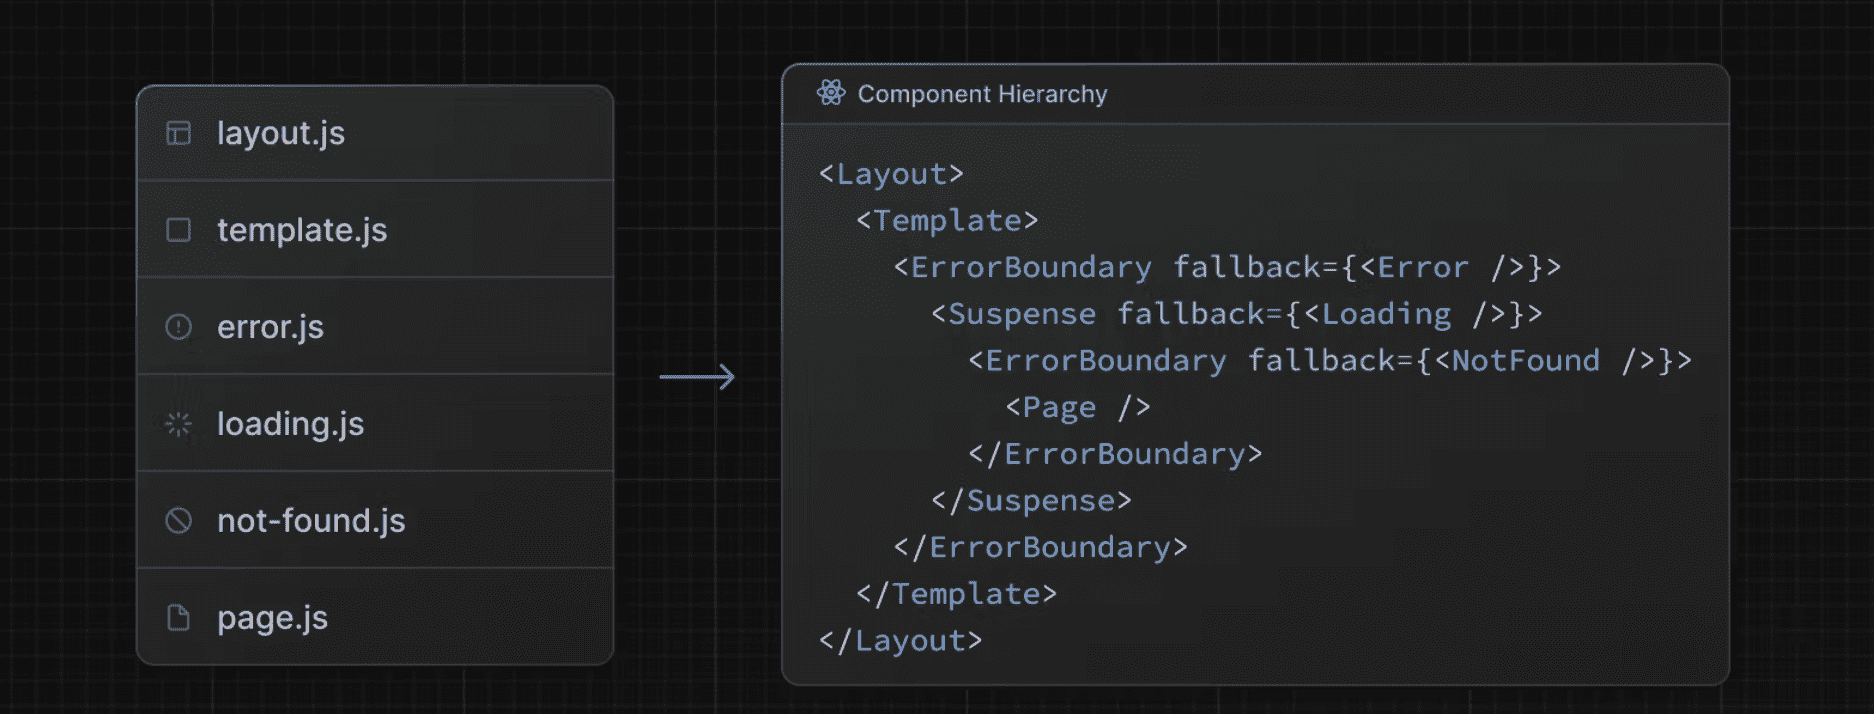 layout.js
template.js
error.js
loading.js
not-found.js
page.js
Component Hierarchy
<Layout>
<Template>
<ErrorBoundary fallback={<Error />}>
<Suspense fallback={<Loading />}>
<ErrorBoundary fallback={<NotFound />}>
<Page />
</ErrorBoundary>
</Suspense>
</ErrorBoundary>
</Template>
</Layout>